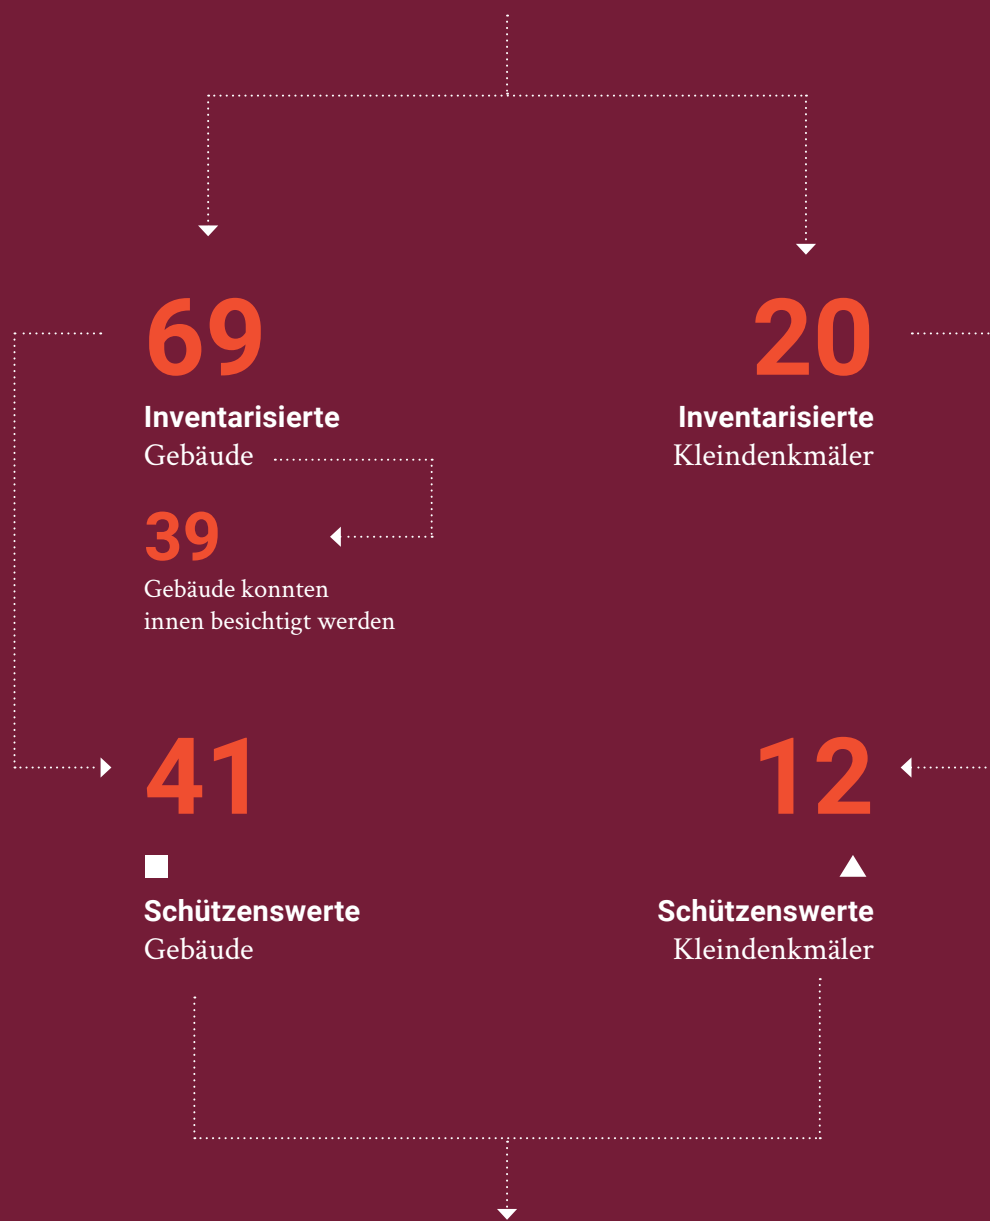 69
Inventarisierte
Gebäude
39
Gebäude konnten
innen besichtigt werden
20
Inventarisierte
Kleindenkmäler
41
Schützenswerte
Gebäude
12
Schützenswerte
Kleindenkmäler